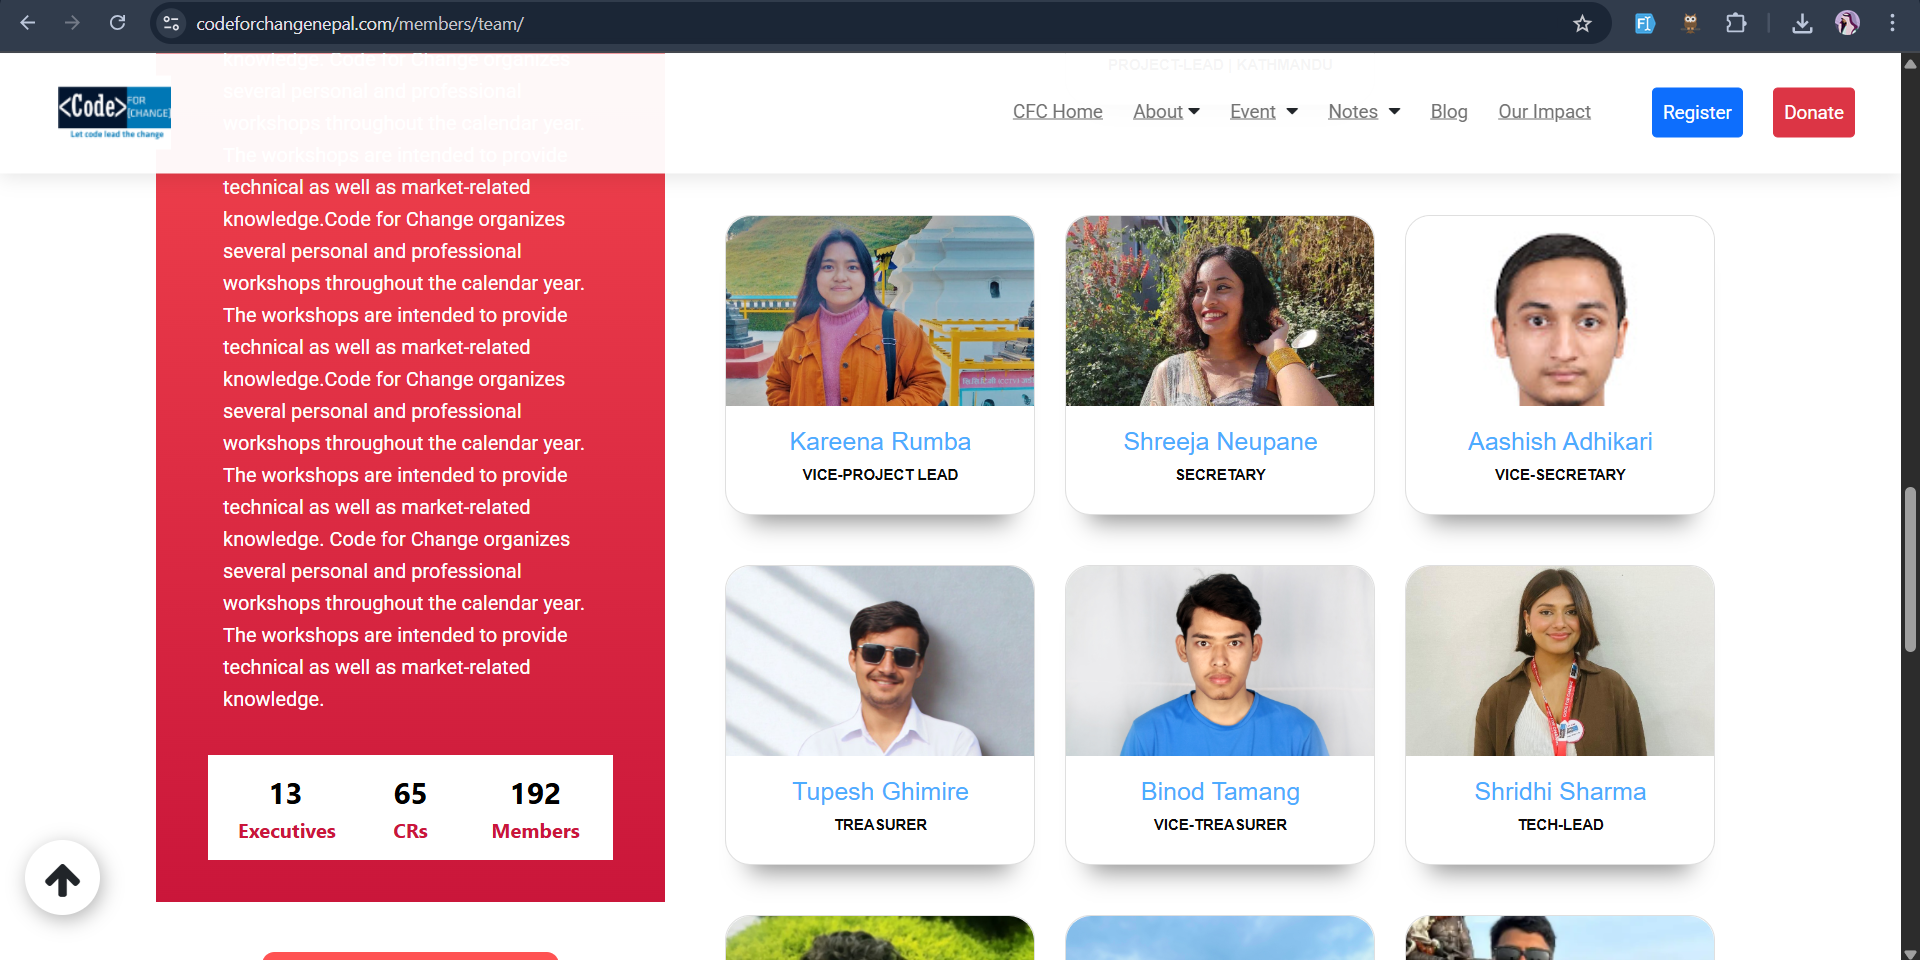 codeforchangenepal.com/members/team/
<Code> FOR [CHANGE]
Let code lead the change
CFC Home
About
Event
Notes
Blog
Our Impact
Register
Donate
PROJECT-LEAD | KATHMANDU
knowledge. Code for Change organizes
several personal and professional
workshops throughout the calendar year.
The workshops are intended to provide
technical as well as market-related
knowledge.Code for Change organizes
several personal and professional
workshops throughout the calendar year.
The workshops are intended to provide
technical as well as market-related
knowledge.Code for Change organizes
several personal and professional
workshops throughout the calendar year.
The workshops are intended to provide
technical as well as market-related
knowledge. Code for Change organizes
several personal and professional
workshops throughout the calendar year.
The workshops are intended to provide
technical as well as market-related
knowledge.
13
Executives
65
CRs
192
Members
Kareena Rumba
VICE-PROJECT LEAD
Shreeja Neupane
SECRETARY
Aashish Adhikari
VICE-SECRETARY
Tupesh Ghimire
TREASURER
Binod Tamang
VICE-TREASURER
Shridhi Sharma
TECH-LEAD